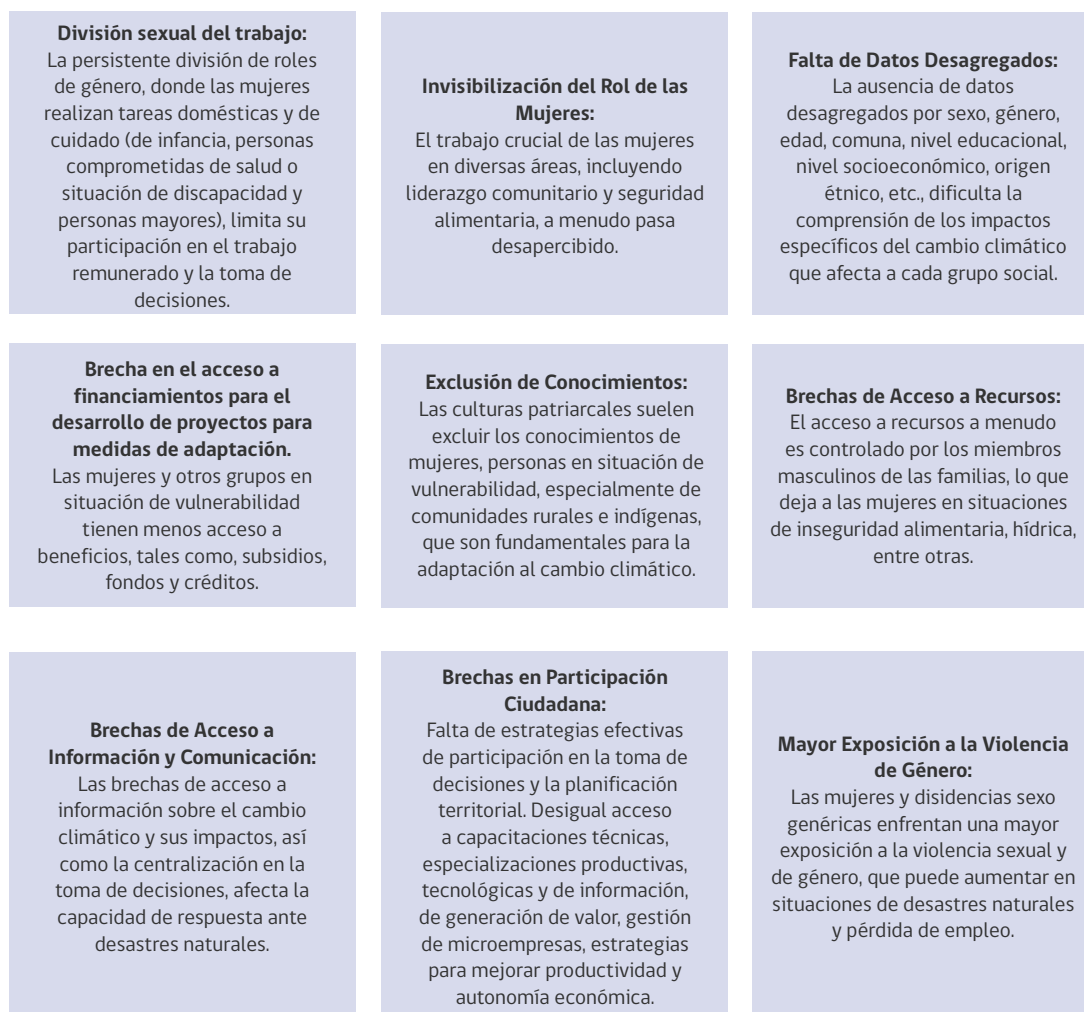 División sexual del trabajo:
La persistente división de roles
de género, donde las mujeres
realizan tareas domésticas y de
cuidado (de infancia, personas
comprometidas de salud o
situación de discapacidad y
personas mayores), limita su
participación en el trabajo
remunerado y la toma de
decisiones.
Invisibilización del Rol de las
Mujeres:
El trabajo crucial de las mujeres
en diversas áreas, incluyendo
liderazgo comunitario y seguridad
alimentaria, a menudo pasa
desapercibido.
Falta de Datos Desagregados:
La ausencia de datos
desagregados por sexo, género,
edad, comuna, nivel educacional,
nivel socioeconómico, origen
étnico, etc., dificulta la
comprensión de los impactos
específicos del cambio climático
que afecta a cada grupo social.
Brecha en el acceso a
financiamientos para el
desarrollo de proyectos para
medidas de adaptación.
Las mujeres y otros grupos en
situación de vulnerabilidad
tienen menos acceso a
beneficios, tales como, subsidios,
fondos y créditos.
Exclusión de Conocimientos:
Las culturas patriarcales suelen
excluir los conocimientos de
mujeres, personas en situación de
vulnerabilidad, especialmente de
comunidades rurales e indígenas,
que son fundamentales para la
adaptación al cambio climático.
Brechas de Acceso a Recursos:
El acceso a recursos a menudo
es controlado por los miembros
masculinos de las familias, lo que
deja a las mujeres en situaciones
de inseguridad alimentaria, hídrica,
entre otras.
Brechas de Acceso a
Información y Comunicación:
Las brechas de acceso a
información sobre el cambio
climático y sus impactos, así
como la centralización en la
toma de decisiones, afecta la
capacidad de respuesta ante
desastres naturales.
Brechas en Participación
Ciudadana:
Falta de estrategias efectivas
de participación en la toma de
decisiones y la planificación
territorial. Desigual acceso
a capacitaciones técnicas,
especializaciones productivas,
tecnológicas y de información,
de generación de valor, gestión
de microempresas, estrategias
para mejorar productividad y
autonomía económica.
Mayor Exposición a la Violencia
de Género:
Las mujeres y disidencias sexo
genéricas enfrentan una mayor
exposición a la violencia sexual y
de género, que puede aumentar en
situaciones de desastres naturales
y pérdida de empleo.